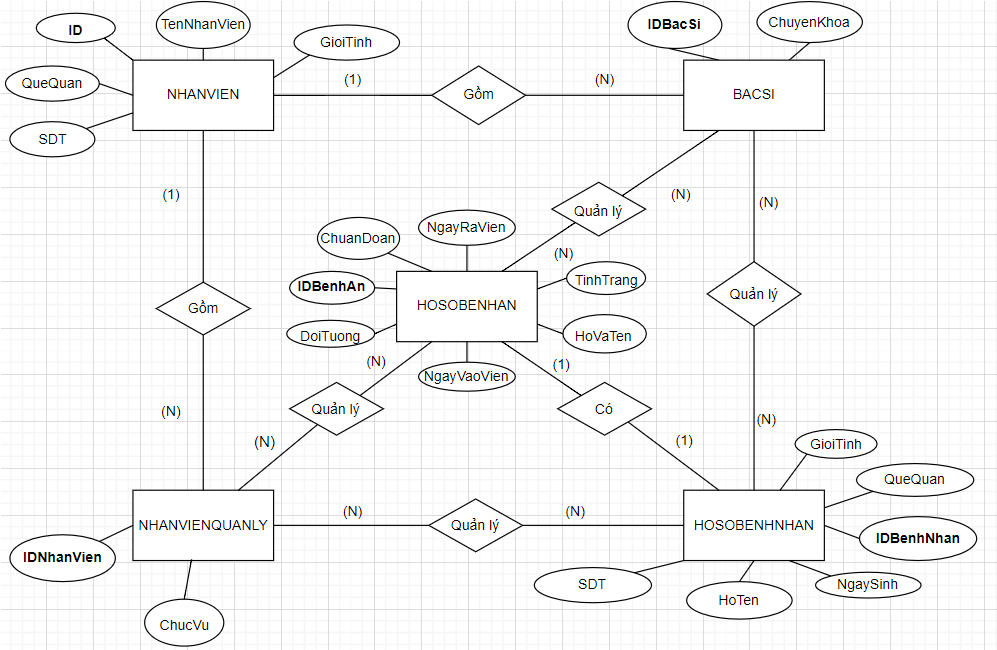 ID
TenNhanVien
GioiTinh
IDBacSi
ChuyenKhoa
QueQuan
NHANVIEN
(1)
Gồm
(N)
BACSI
SDT
(1)
Quản lý
(N)
(N)
ChuanDoan
NgayRaVien
(N)
IDBenhAn
TinhTrang
Quản lý
Gồm
HOSOBENHAN
DoiTuong
HoVaTen
(N)
NgayVaoVien
(1)
(N)
Quản lý
Có
(N)
(N)
(1)
GioiTinh
QueQuan
(N)
(N)
NHANVIENQUANLY
Quản lý
HOSOBENHNHAN
IDBenhNhan
IDNhanVien
SDT
NgaySinh
HoTen
ChucVu